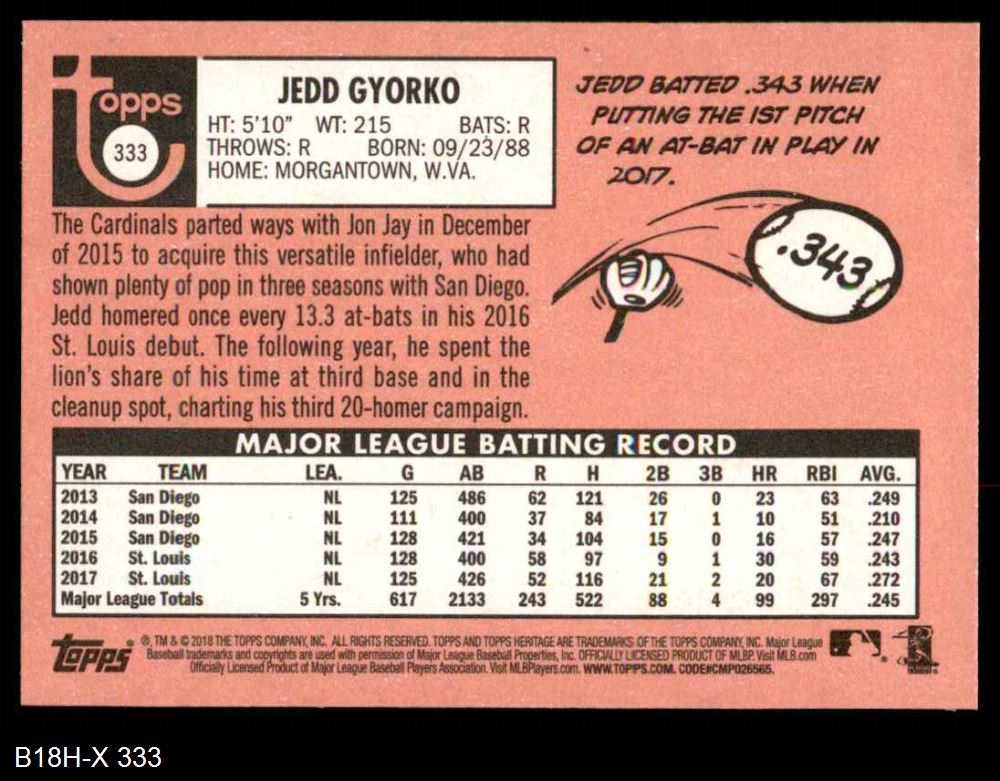 topps
333
JEDD GYORKO
HT: 5'10" WT: 215 BATS: R
THROWS: R BORN: 09/23/88
HOME: MORGANTOWN, W.VA.
JEDD BATTED .343 WHEN
PUTTING THE 1ST PITCH
OF AN AT-BAT IN PLAY IN
2017.
.343
The Cardinals parted ways with Jon Jay in December
of 2015 to acquire this versatile infielder, who had
shown plenty of pop in three seasons with San Diego.
Jedd homered once every 13.3 at-bats in his 2016
St. Louis debut. The following year, he spent the
lion's share of his time at third base and in the
cleanup spot, charting his third 20-homer campaign.
MAJOR LEAGUE BATTING RECORD
YEAR TEAM LEA. G AB R H 2B 3B HR RBI AVG.
2013 San Diego NL 125 486 62 121 26 0 23 63 .249
2014 San Diego NL 111 400 37 84 17 1 10 51 .210
2015 San Diego NL 128 421 34 104 15 0 16 57 .247
2016 St. Louis NL 128 400 58 97 9 1 30 59 .243
2017 St. Louis NL 125 426 52 116 21 2 20 67 .272
Major League Totals 5 Yrs. 617 2133 243 522 88 4 99 297 .245
topps
®, TM & © 2018 THE TOPPS COMPANY, INC. ALL RIGHTS RESERVED. TOPPS AND TOPPS HERITAGE ARE TRADEMARKS OF THE TOPPS COMPANY, INC. Major League
Baseball trademarks and copyrights are used with permission of Major League Baseball Properties, Inc. OFFICIALLY LICENSED PRODUCT OF MLBP. Visit MLB.com
Officially Licensed Product of Major League Baseball Players Association. Visit MLBPlayers.com. WWW.TOPPS.COM. CODE#CMP026565.
B18H-X 333